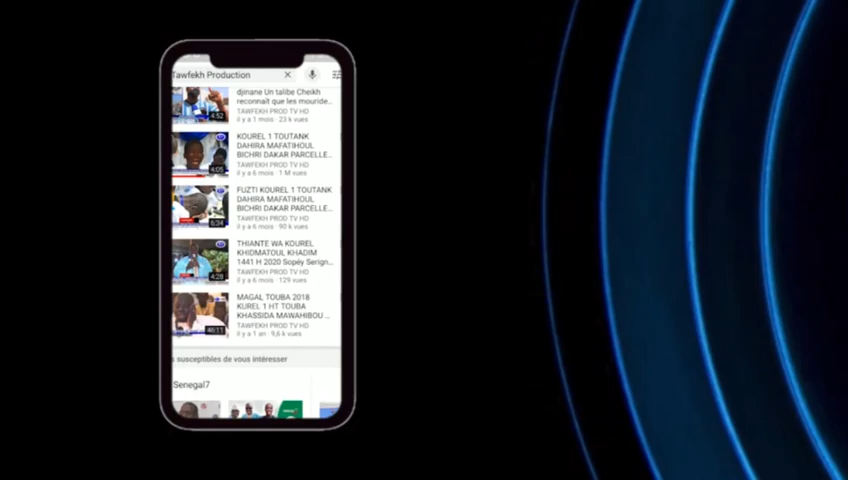 Tawfekh Production
djinane Un talibe Cheikh
reconnaît que les mouride...
TAWFEKH PROD TV HD
il y a 1 mois · 23 k vues
4:52
KOUREL 1 TOUTANK
DAHIRA MAFATIHOUL
BICHRI DAKAR PARCELLE...
TAWFEKH PROD TV HD
il y a 6 mois · 1 M vues
4:05
FUZTI KOUREL 1 TOUTANK
DAHIRA MAFATIHOUL
BICHRI DAKAR PARCELLE...
TAWFEKH PROD TV HD
il y a 6 mois · 90 k vues
6:34
THIANTE WA KOUREL
KHIDMATOUL KHADIM
1441 H 2020 Sopéy Serign...
TAWFEKH PROD TV HD
il y a 6 mois · 129 vues
4:28
MAGAL TOUBA 2018
KUREL 1 HT TOUBA
KHASSIDA MAWAHIBOU ...
TAWFEKH PROD TV HD
il y a 1 an · 9,6 k vues
46:11
s susceptibles de vous intéresser
Senegal7